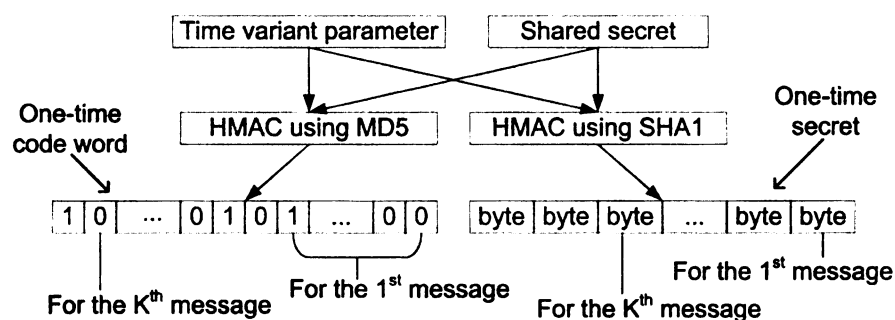 Time variant parameter
Shared secret
One-time
code word
HMAC using MD5
HMAC using SHA1
One-time
secret
1 0 ... 0 1 0 1 ... 0 0
byte byte byte ... byte byte
For the Kth message
For the 1st message
For the Kth message
For the 1st message